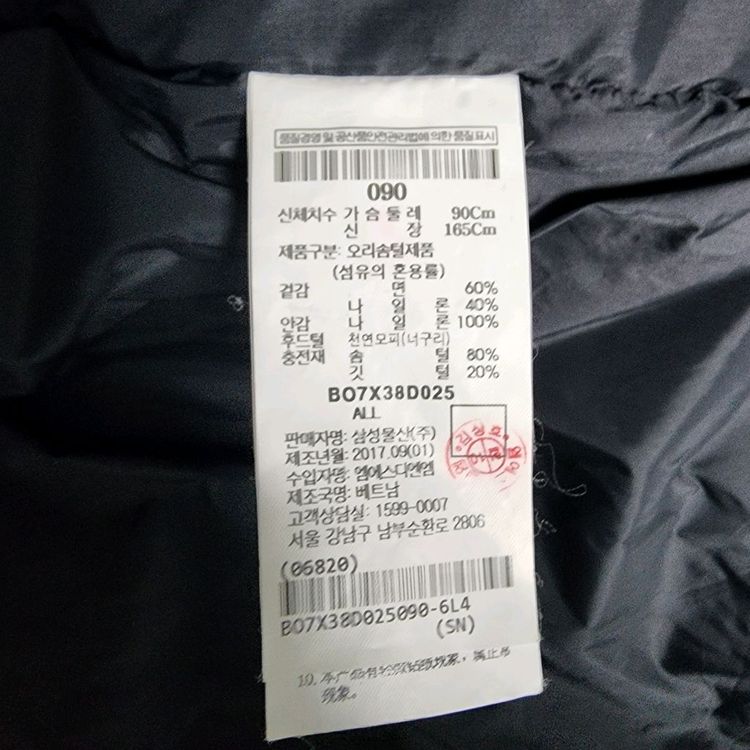 품질경영 및 공산품안전관리법에 의한 품질표시
090
신체치수 가슴둘레 90Cm
신 장 165Cm
제품구분: 오리솜털제품
(섬유의 혼용률)
겉감 면 60%
나 일 론 40%
안감 나 일 론 100%
후드털 천연모피(너구리)
충전재 솜 털 80%
깃 털 20%
BO7X38D025
ALL
판매자명: 삼성물산(주)
제조년월: 2017.09(01)
수입자명: 엠에스디엔엠
제조국명: 베트남
고객상담실: 1599-0007
서울 강남구 남부순환로 2806
(06820)
BO7X38D025090-6L4
(SN)
10. 本产品有
现象。